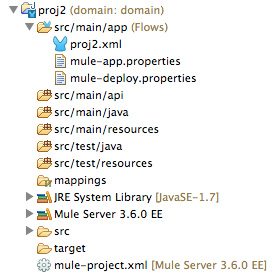 proj2 (domain: domain)
src/main/app (Flows)
proj2.xml
mule-app.properties
mule-deploy.properties
src/main/api
src/main/java
src/main/resources
src/test/java
src/test/resources
mappings
JRE System Library [JavaSE-1.7]
Mule Server 3.6.0 EE
src
target
mule-project.xml [Mule Server 3.6.0 EE]